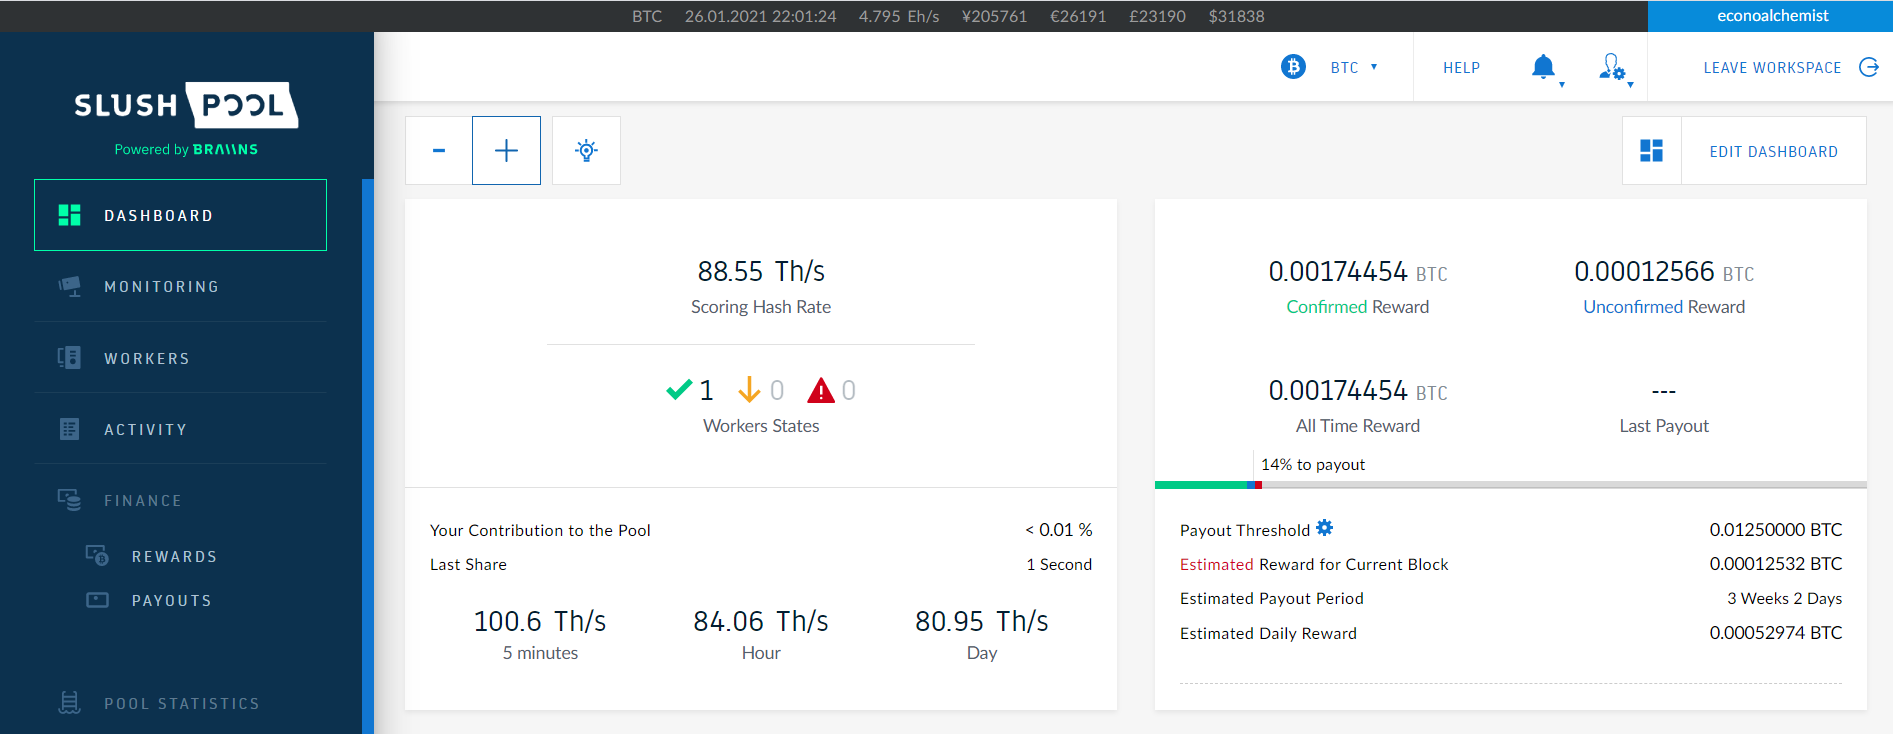 BTC 26.01.2021 22:01:24 4.795 Eh/s ¥205761 €26191 £23190 $31838
econoalchemist
BTC
HELP
LEAVE WORKSPACE
SLUSH POOL
Powered by BRAIINS
DASHBOARD
MONITORING
WORKERS
ACTIVITY
FINANCE
REWARDS
PAYOUTS
POOL STATISTICS
- +
EDIT DASHBOARD
88.55 Th/s
Scoring Hash Rate
1 0 0
Workers States
Your Contribution to the Pool < 0.01 %
Last Share 1 Second
100.6 Th/s 84.06 Th/s 80.95 Th/s
5 minutes Hour Day
0.00174454 BTC 0.00012566 BTC
Confirmed Reward Unconfirmed Reward
0.00174454 BTC ---
All Time Reward Last Payout
14% to payout
Payout Threshold 0.01250000 BTC
Estimated Reward for Current Block 0.00012532 BTC
Estimated Payout Period 3 Weeks 2 Days
Estimated Daily Reward 0.00052974 BTC